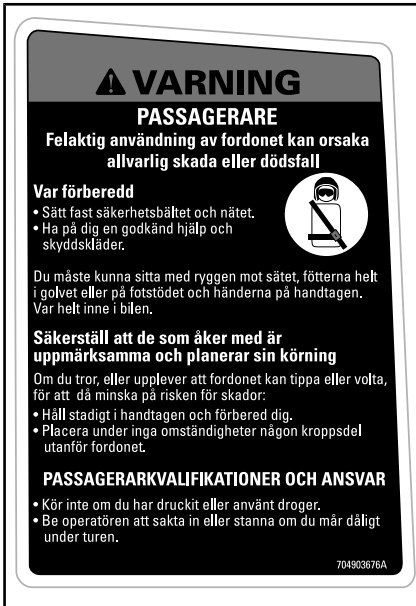 VARNING
PASSAGERARE
Felaktig användning av fordonet kan orsaka
allvarlig skada eller dödsfall
Var förberedd
• Sätt fast säkerhetsbältet och nätet.
• Ha på dig en godkänd hjälp och
skyddskläder.
Du måste kunna sitta med ryggen mot sätet, fötterna helt
i golvet eller på fotstödet och händerna på handtagen.
Var helt inne i bilen.
Säkerställ att de som åker med är
uppmärksamma och planerar sin körning
Om du tror, eller upplever att fordonet kan tippa eller volta,
för att då minska på risken för skador:
• Håll stadigt i handtagen och förbered dig.
• Placera under inga omständigheter någon kroppsdel
utanför fordonet.
PASSAGERARKVALIFIKATIONER OCH ANSVAR
• Kör inte om du har druckit eller använt droger.
• Be operatören att sakta in eller stanna om du mår dåligt
under turen.
704903676A